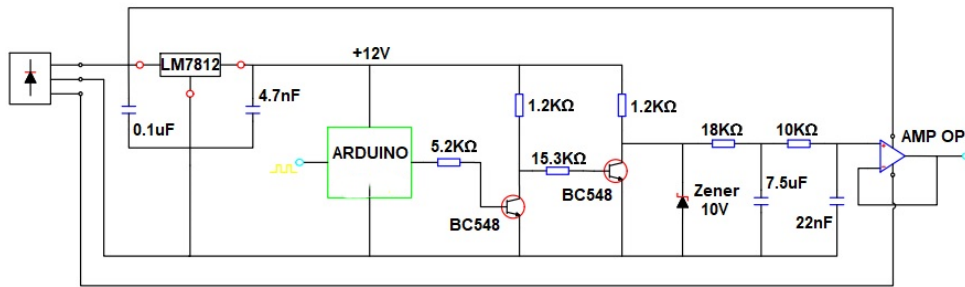 LM7812
+12V
0.1uF
4.7nF
1.2KΩ
1.2KΩ
ARDUINO
5.2KΩ
15.3KΩ
BC548
BC548
Zener
10V
18KΩ
10KΩ
7.5uF
22nF
AMP OP